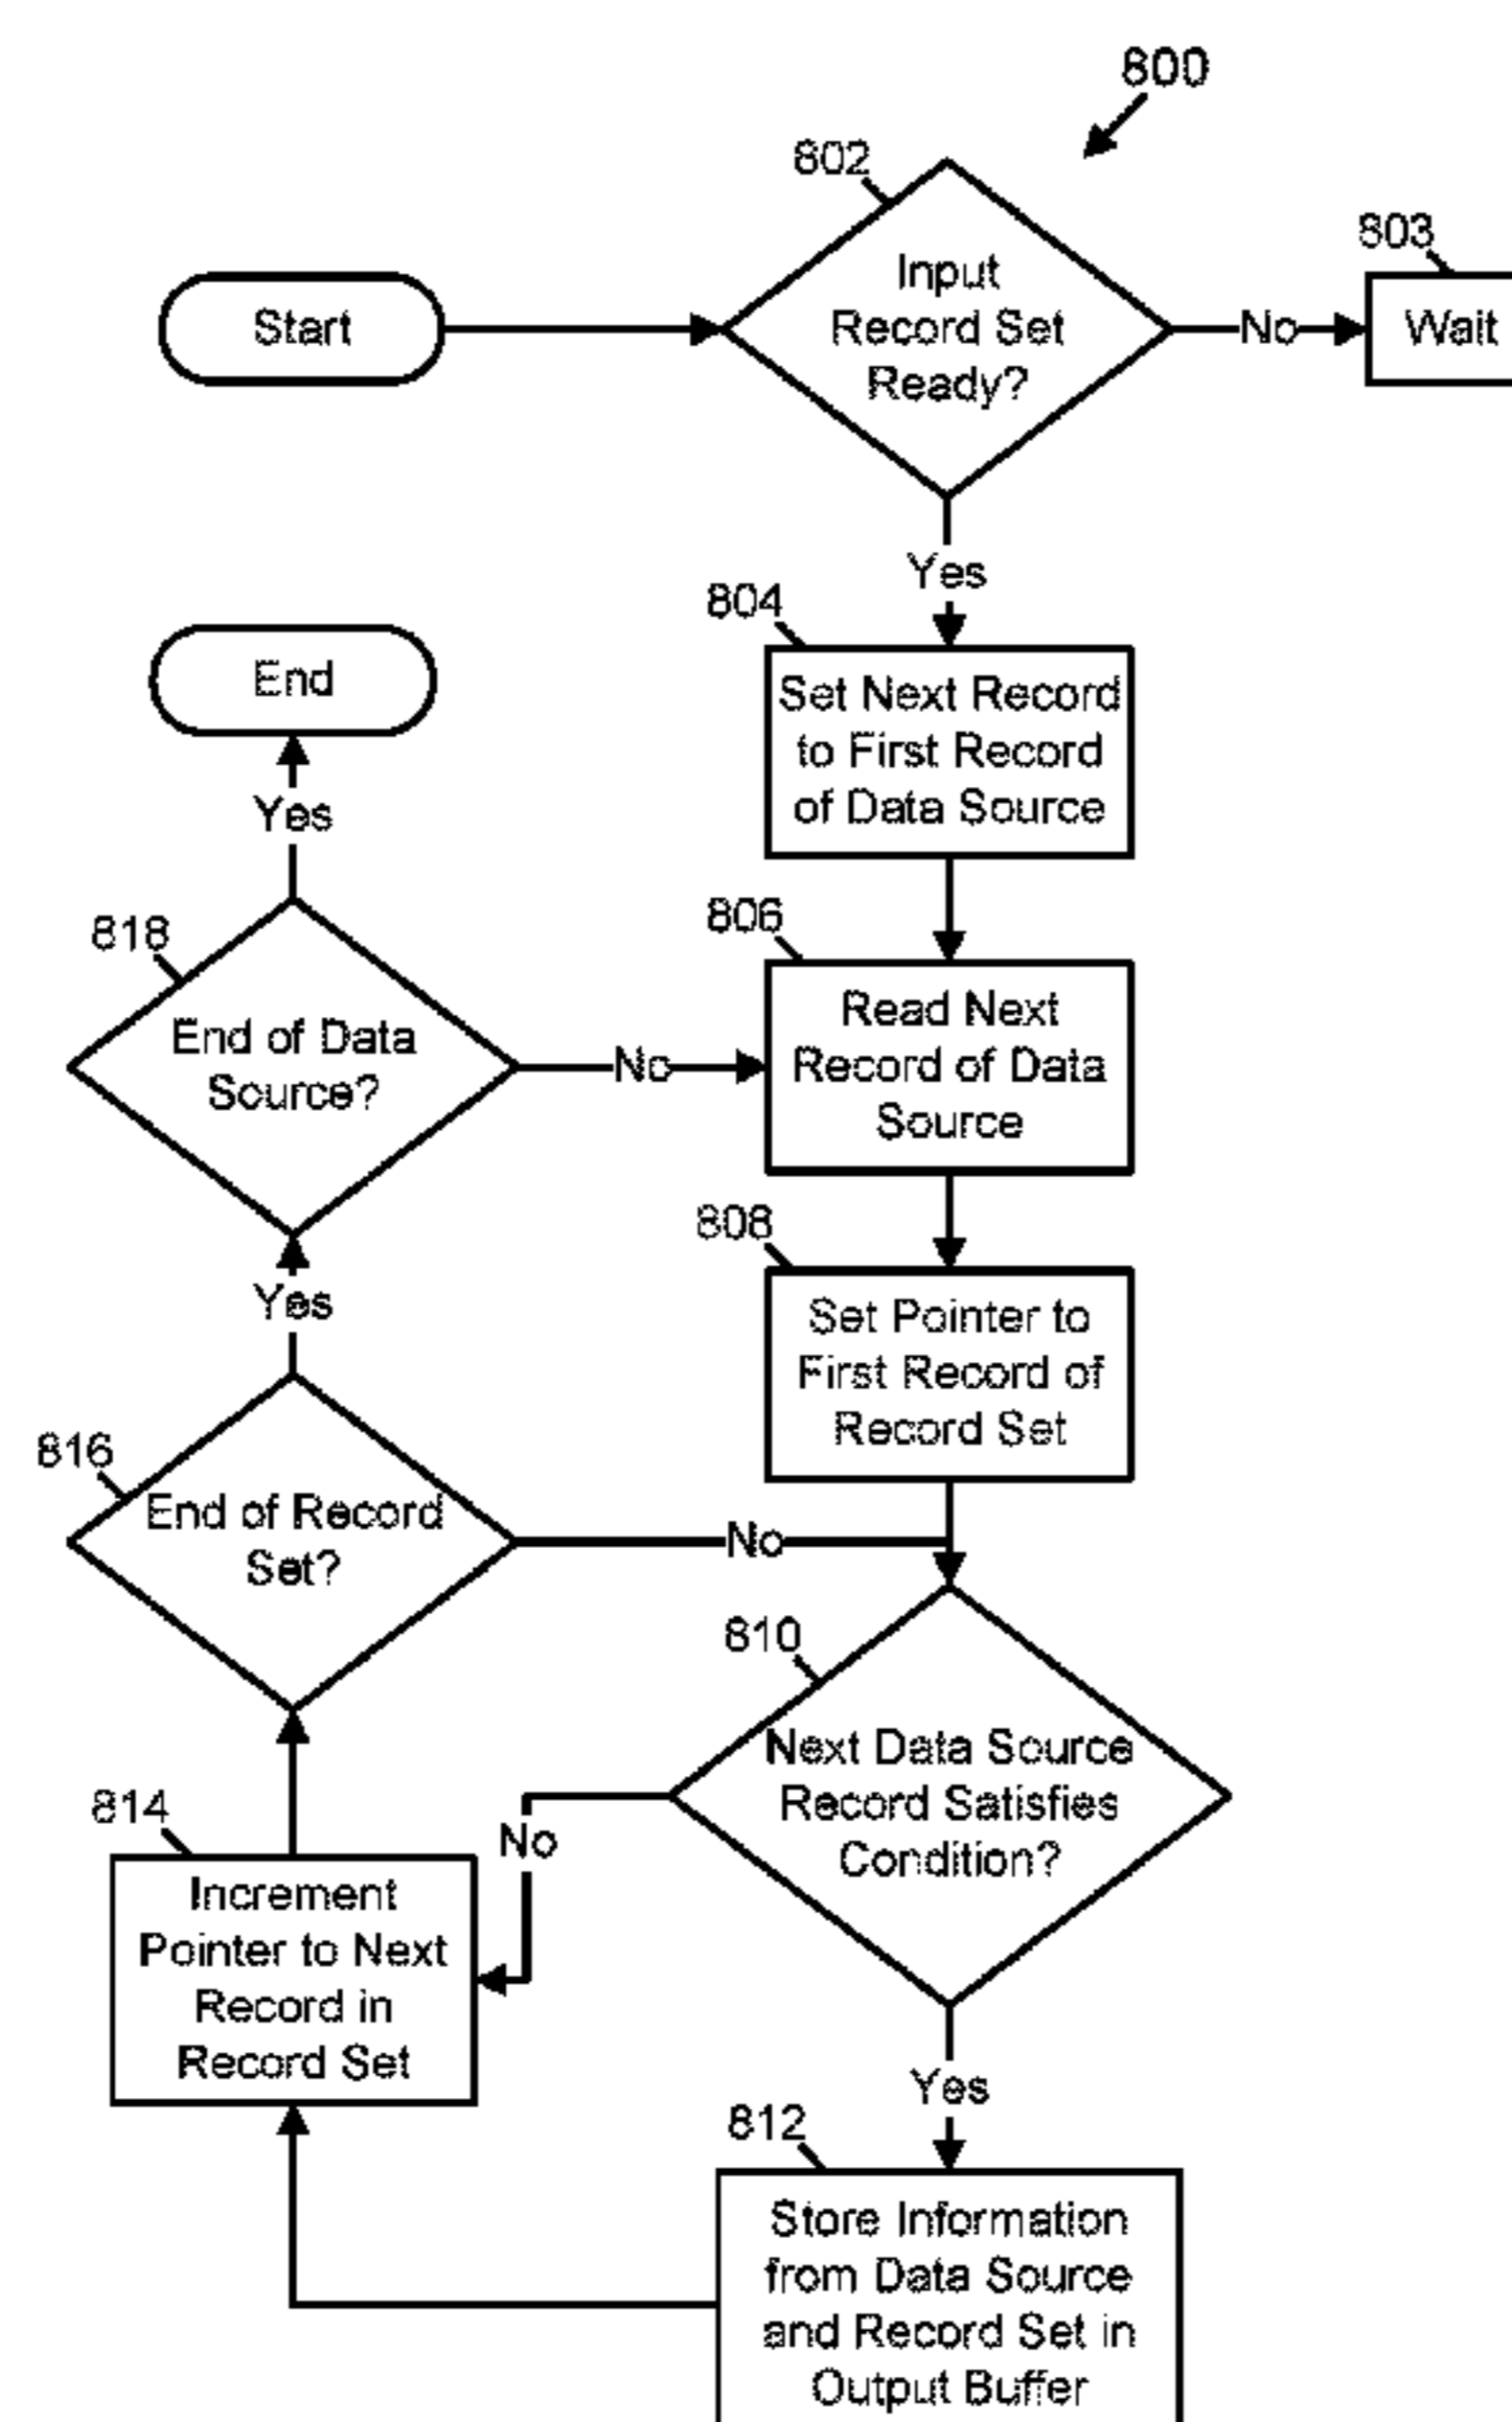 800
802
Input
Record Set
Ready?
Start
No
803
Wait
Yes
804
Set Next Record
to First Record
of Data Source
End
Yes
806
Read Next
Record of Data
Source
818
End of Data
Source?
No
808
Set Pointer to
First Record of
Record Set
Yes
816
End of Record
Set?
No
810
Next Data Source
Record Satisfies
Condition?
No
814
Increment
Pointer to Next
Record in
Record Set
Yes
812
Store Information
from Data Source
and Record Set in
Output Buffer